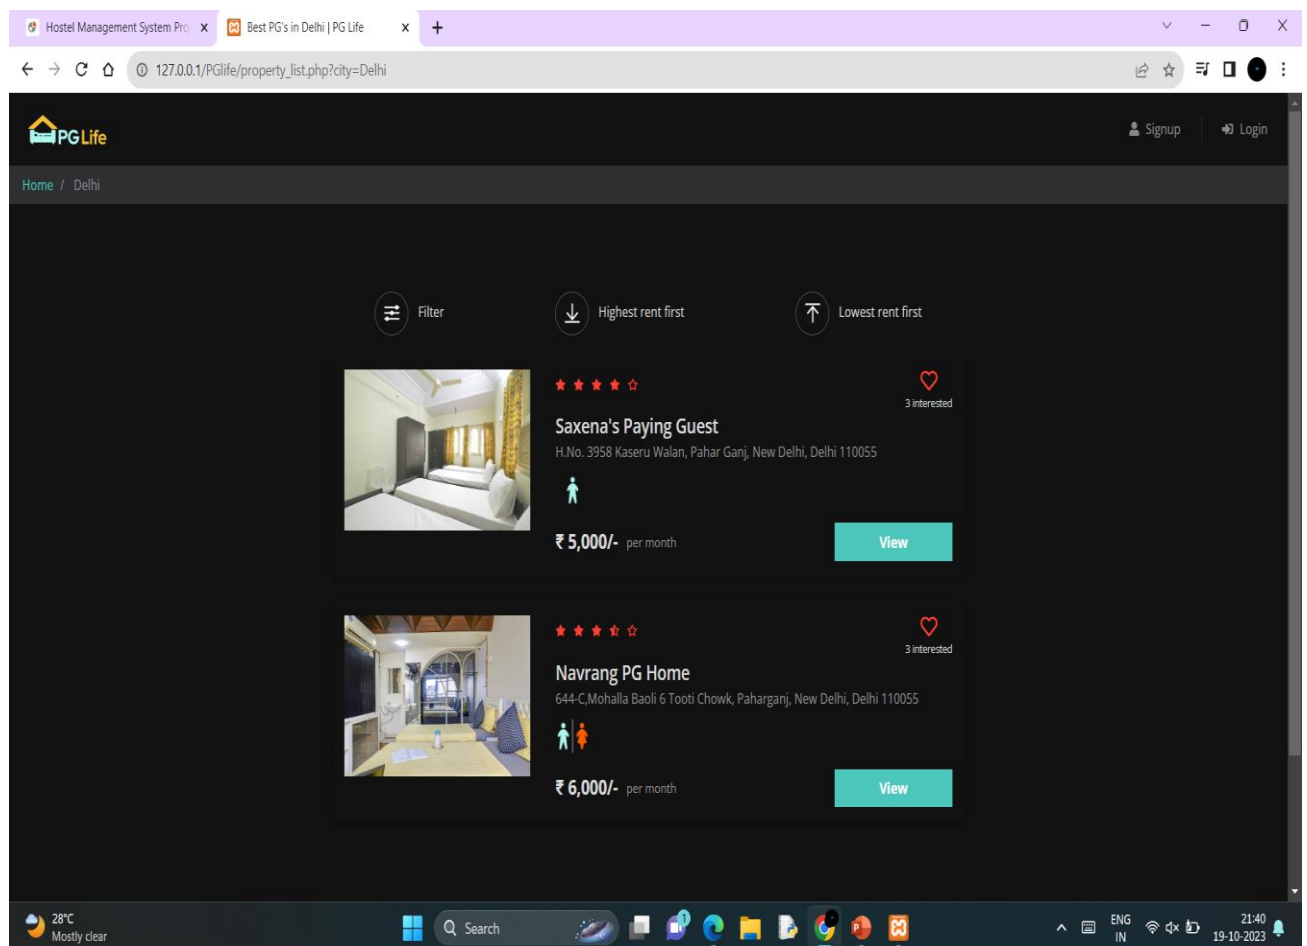 Hostel Management System Pro
Best PG's in Delhi | PG Life
127.0.0.1/PGlife/property_list.php?city=Delhi
PG Life
Signup
Login
Home / Delhi
Filter
Highest rent first
Lowest rent first
3 interested
Saxena's Paying Guest
H.No. 3958 Kaseru Walan, Pahar Ganj, New Delhi, Delhi 110055
₹ 5,000/- per month
View
3 interested
Navrang PG Home
644-C,Mohalla Baoli 6 Tooti Chowk, Paharganj, New Delhi, Delhi 110055
₹ 6,000/- per month
View
28°C
Mostly clear
Search
ENG
IN
21:40
19-10-2023